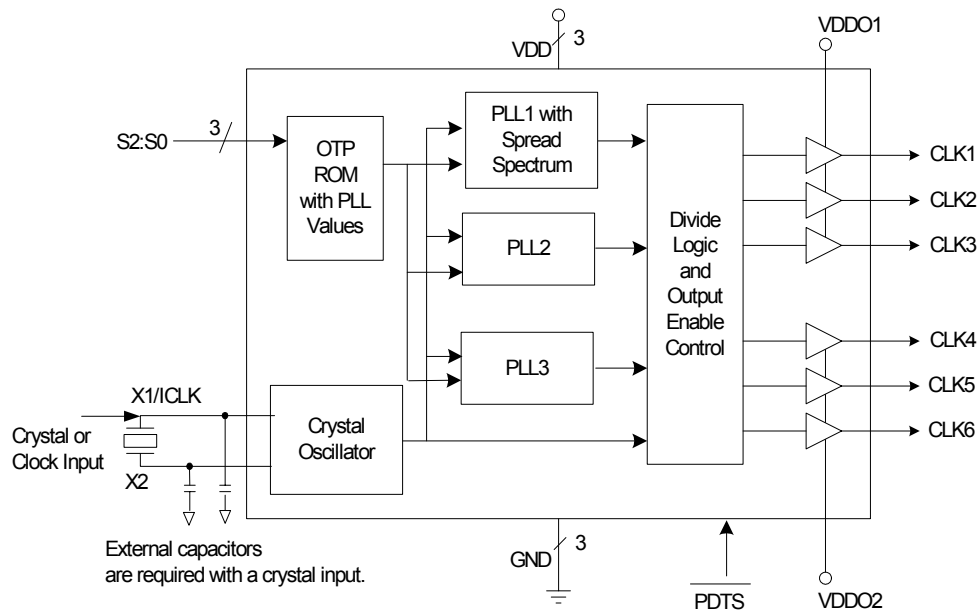 VDD
3
VDDO1
S2:S0
3
OTP
ROM
with PLL
Values
PLL1 with
Spread
Spectrum
PLL2
PLL3
Divide
Logic
and
Output
Enable
Control
CLK1
CLK2
CLK3
CLK4
CLK5
CLK6
X1/ICLK
Crystal or
Clock Input
X2
Crystal
Oscillator
External capacitors
are required with a crystal input.
GND
3
PDTS
VDDO2